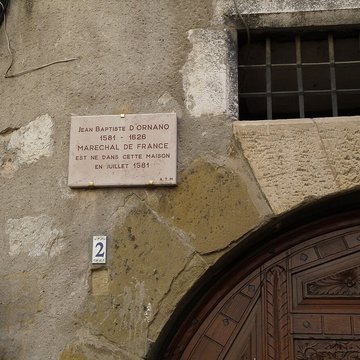 JEAN BAPTISTE D'ORNANO
1581 - 1626
MARECHAL DE FRANCE
EST NE DANS CETTE MAISON
EN JUILLET 1581
A.T.M
2